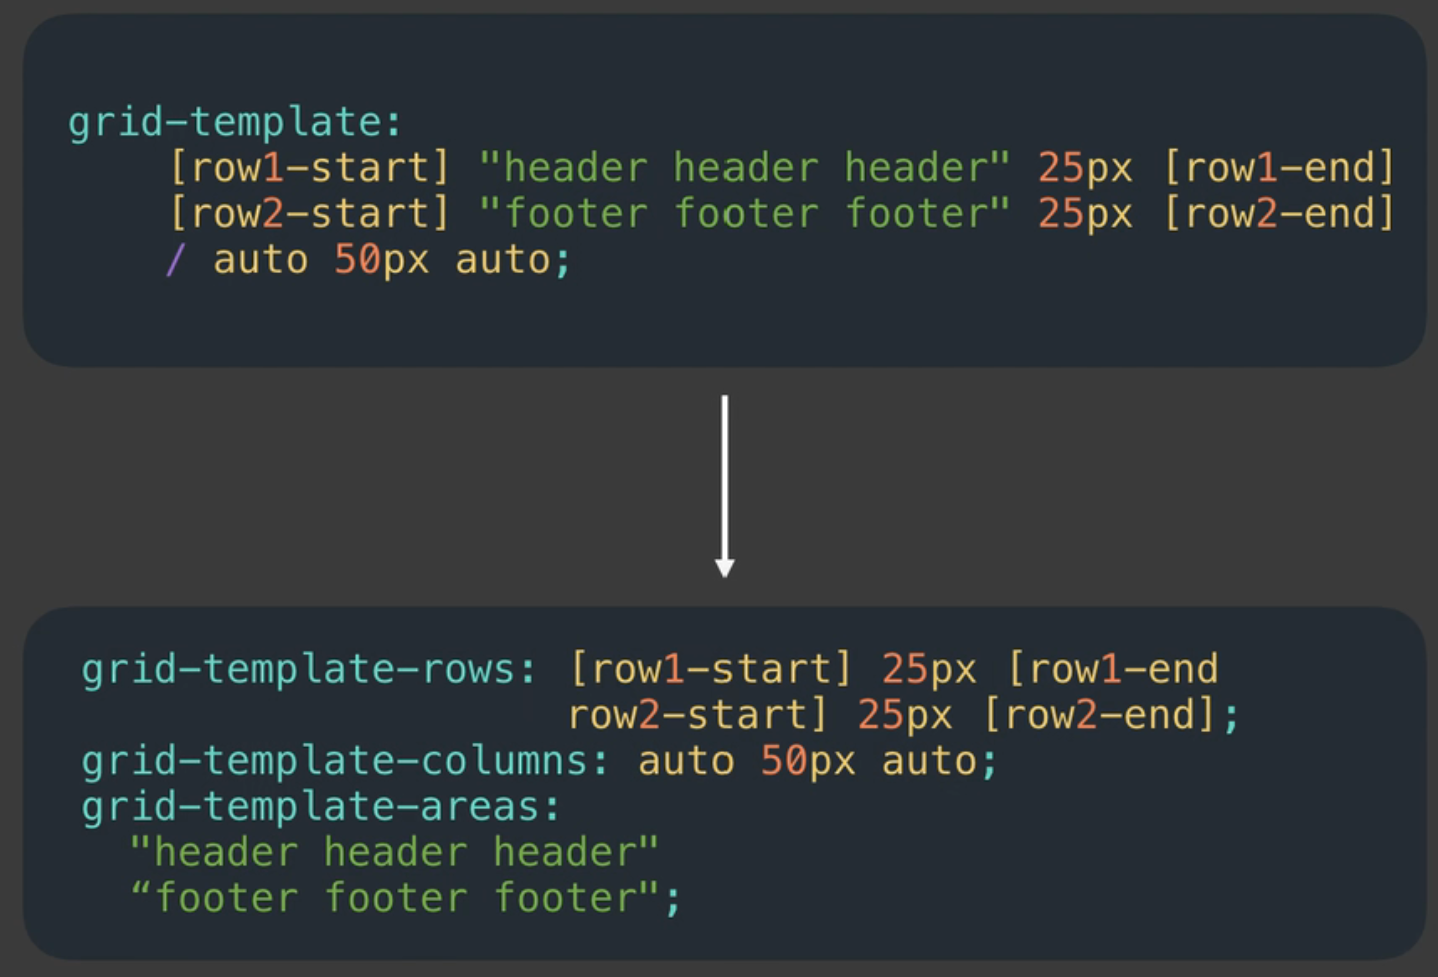 grid-template:
[row1-start] "header header header" 25px [row1-end]
[row2-start] "footer footer footer" 25px [row2-end]
/ auto 50px auto;
grid-template-rows: [row1-start] 25px [row1-end
row2-start] 25px [row2-end];
grid-template-columns: auto 50px auto;
grid-template-areas:
"header header header"
“footer footer footer";